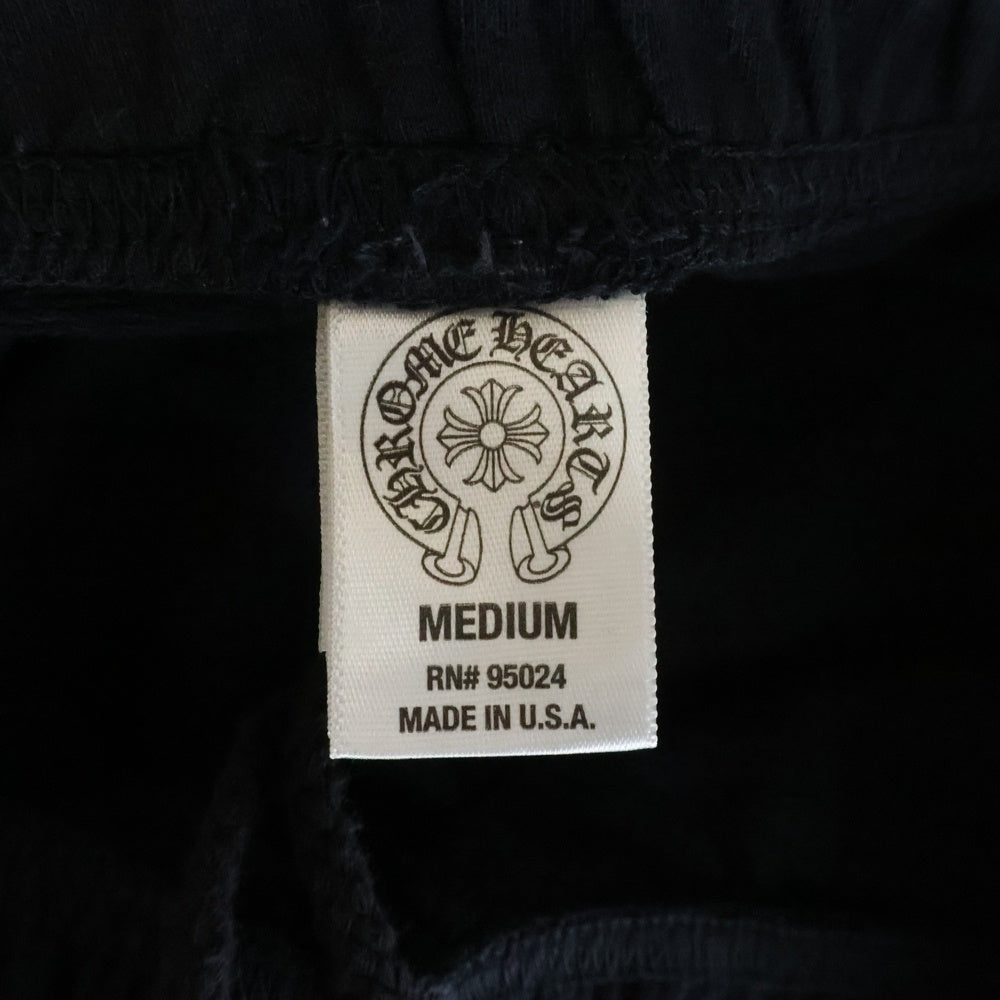 CHROME HEARTS
MEDIUM
RN# 95024
MADE IN U.S.A.